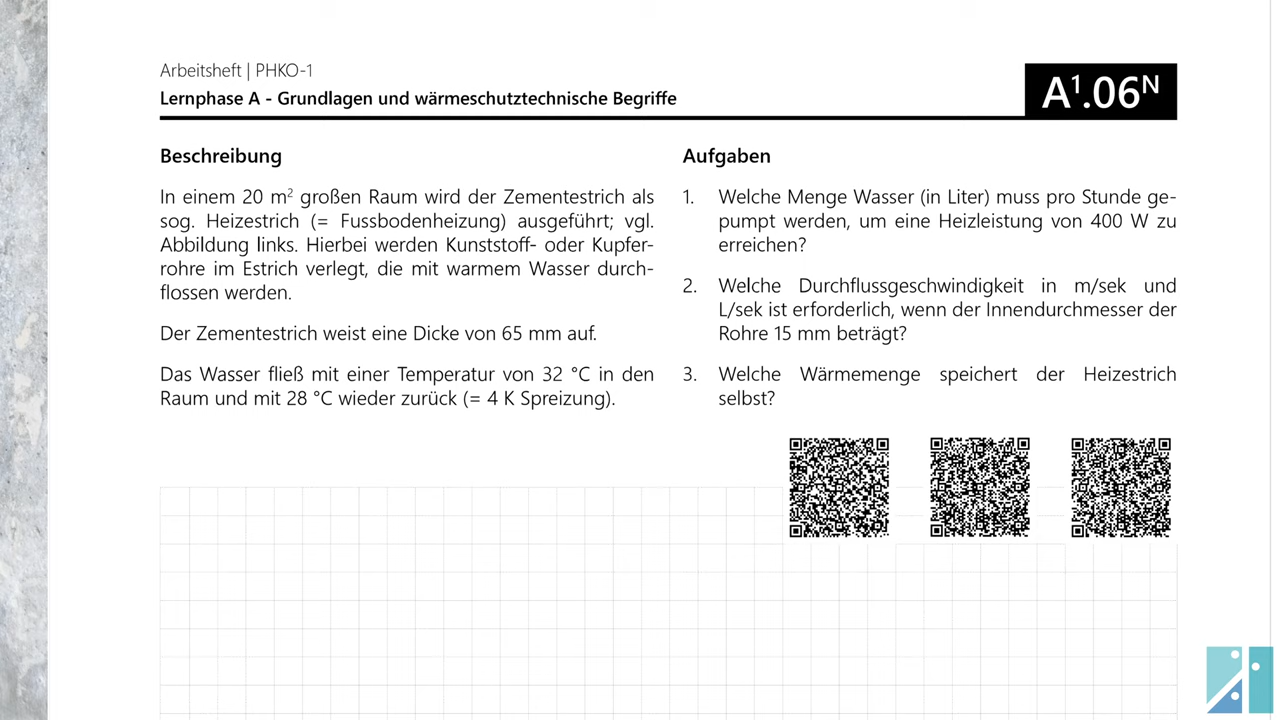 Arbeitsheft | PHKO-1
Lernphase A - Grundlagen und wärmeschutztechnische Begriffe
A¹.06ᴺ
Beschreibung
In einem 20 m² großen Raum wird der Zementestrich als
sog. Heizestrich (= Fussbodenheizung) ausgeführt; vgl.
Abbildung links. Hierbei werden Kunststoff- oder Kupfer-
rohre im Estrich verlegt, die mit warmem Wasser durch-
flossen werden.
Der Zementestrich weist eine Dicke von 65 mm auf.
Das Wasser fließ mit einer Temperatur von 32 °C in den
Raum und mit 28 °C wieder zurück (= 4 K Spreizung).
Aufgaben
1. Welche Menge Wasser (in Liter) muss pro Stunde ge-
pumpt werden, um eine Heizleistung von 400 W zu
erreichen?
2. Welche Durchflussgeschwindigkeit in m/sek und
L/sek ist erforderlich, wenn der Innendurchmesser der
Rohre 15 mm beträgt?
3. Welche Wärmemenge speichert der Heizestrich
selbst?